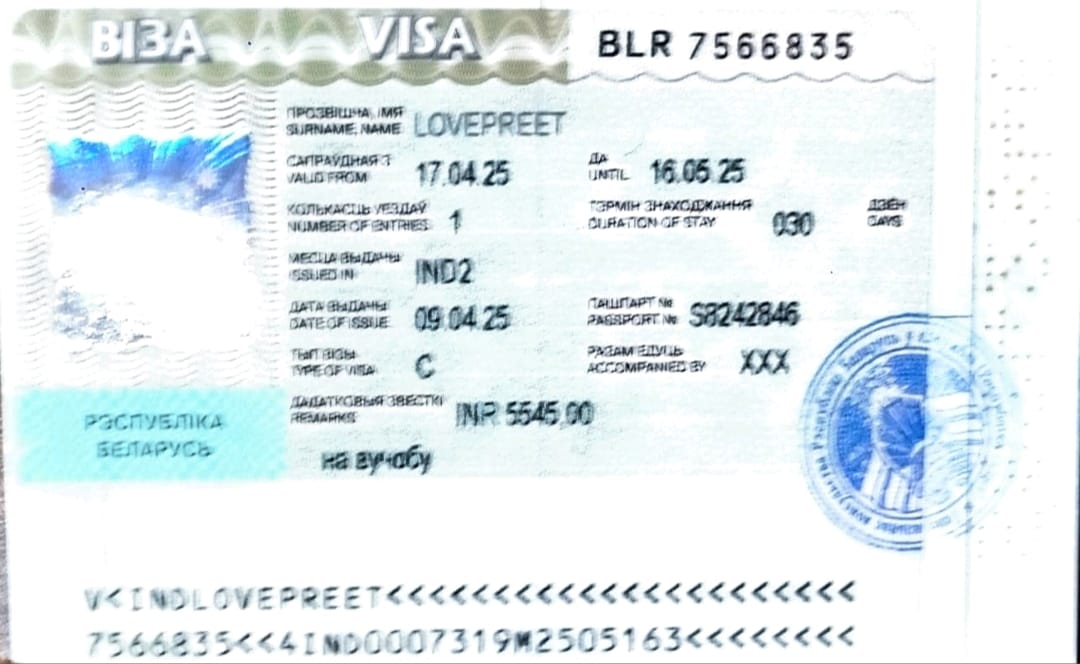 ВІЗА VISA BLR 7566835
ПРОЗВІШЧА, ІМЯ
SURNAME, NAME LOVEPREET
САПРАЎДНАЯ З
VALID FROM 17.04.25
ДА
UNTIL 16.05.25
КОЛЬКАСЦЬ УЕЗДАЎ
NUMBER OF ENTRIES 1
ТЭРМІН ЗНАХОДЖАННЯ
DURATION OF STAY 030
ДЗЁН
DAYS
МЕСЦА ВЫДАЧЫ
ISSUED IN IND2
ДАТА ВЫДАЧЫ
DATE OF ISSUE 09.04.25
ПАШПАРТ №
PASSPORT № S8242846
ТЫП ВІЗЫ
TYPE OF VISA C
РАЗАМ ЕДУЦЬ
ACCOMPANIED BY XXX
ДАДАТКОВЫЯ ЗВЕСТКІ
REMARKS INR 5545,00
на вучобу
РЭСПУБЛІКА
БЕЛАРУСЬ
V<INDLOVEPREET<<<<<<<<<<<<<<<<<<<<<<
7566835<<4IND0007319M2505163<<<<<<<<